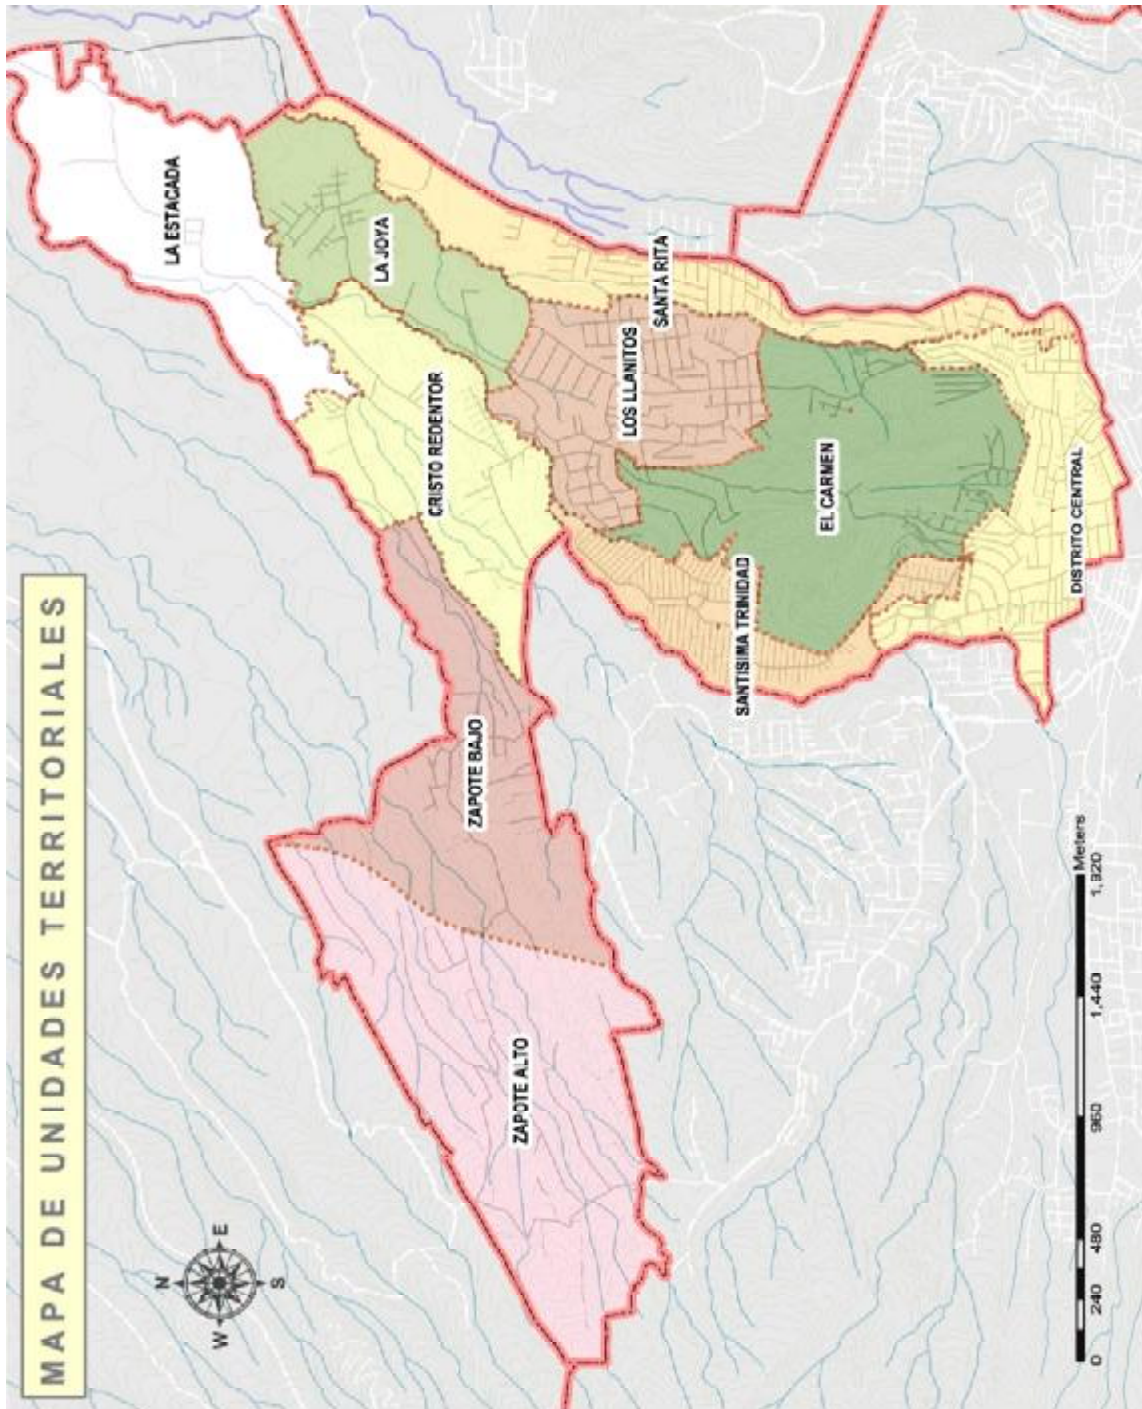 MAPA DE UNIDADES TERRITORIALES
N
W
E
S
LA ESTACADA
LA JOYA
CRISTO REDENTOR
SANTA RITA
LOS LLANITOS
ZAPOTE BAJO
ZAPOTE ALTO
SANTISIMA TRINIDAD
EL CARMEN
DISTRITO CENTRAL
0 240 480 960 1,440 1,920
Meters